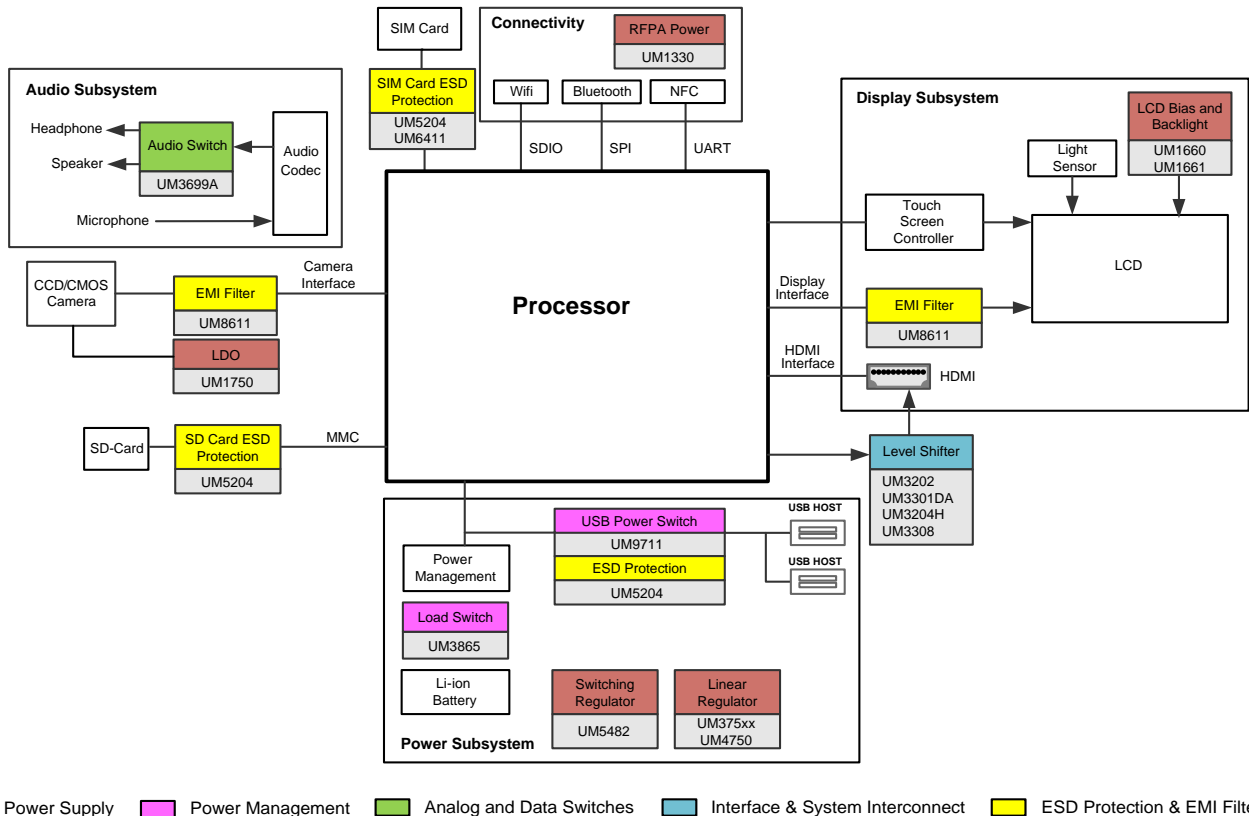 SIM Card
SIM Card ESD
Protection
UM5204
UM6411
Connectivity
RFPA Power
UM1330
Wifi
Bluetooth
NFC
SDIO
SPI
UART
Audio Subsystem
Headphone
Speaker
Microphone
Audio Switch
UM3699A
Audio
Codec
CCD/CMOS
Camera
EMI Filter
UM8611
LDO
UM1750
Camera
Interface
SD-Card
SD Card ESD
Protection
UM5204
MMC
Processor
Display Subsystem
LCD Bias and
Backlight
UM1660
UM1661
Light
Sensor
Touch
Screen
Controller
LCD
Display
Interface
EMI Filter
UM8611
HDMI
Interface
HDMI
Level Shifter
UM3202
UM3301DA
UM3204H
UM3308
USB Power Switch
UM9711
ESD Protection
UM5204
USB HOST
USB HOST
Power
Management
Load Switch
UM3865
Li-ion
Battery
Switching
Regulator
UM5482
Linear
Regulator
UM375xx
UM4750
Power Subsystem
Power Supply
Power Management
Analog and Data Switches
Interface & System Interconnect
ESD Protection & EMI Filte